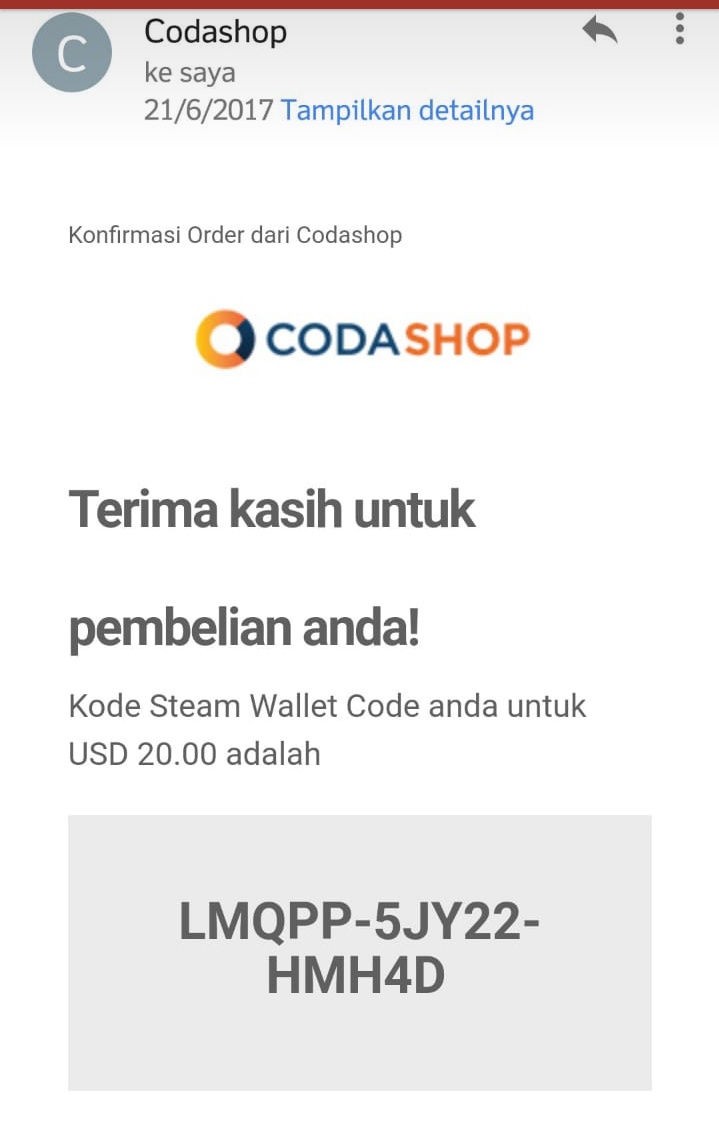 C
Codashop
ke saya
21/6/2017 Tampilkan detailnya
Konfirmasi Order dari Codashop
CODASHOP
Terima kasih untuk
pembelian anda!
Kode Steam Wallet Code anda untuk
USD 20.00 adalah
LMQPP-5JY22-
HMH4D